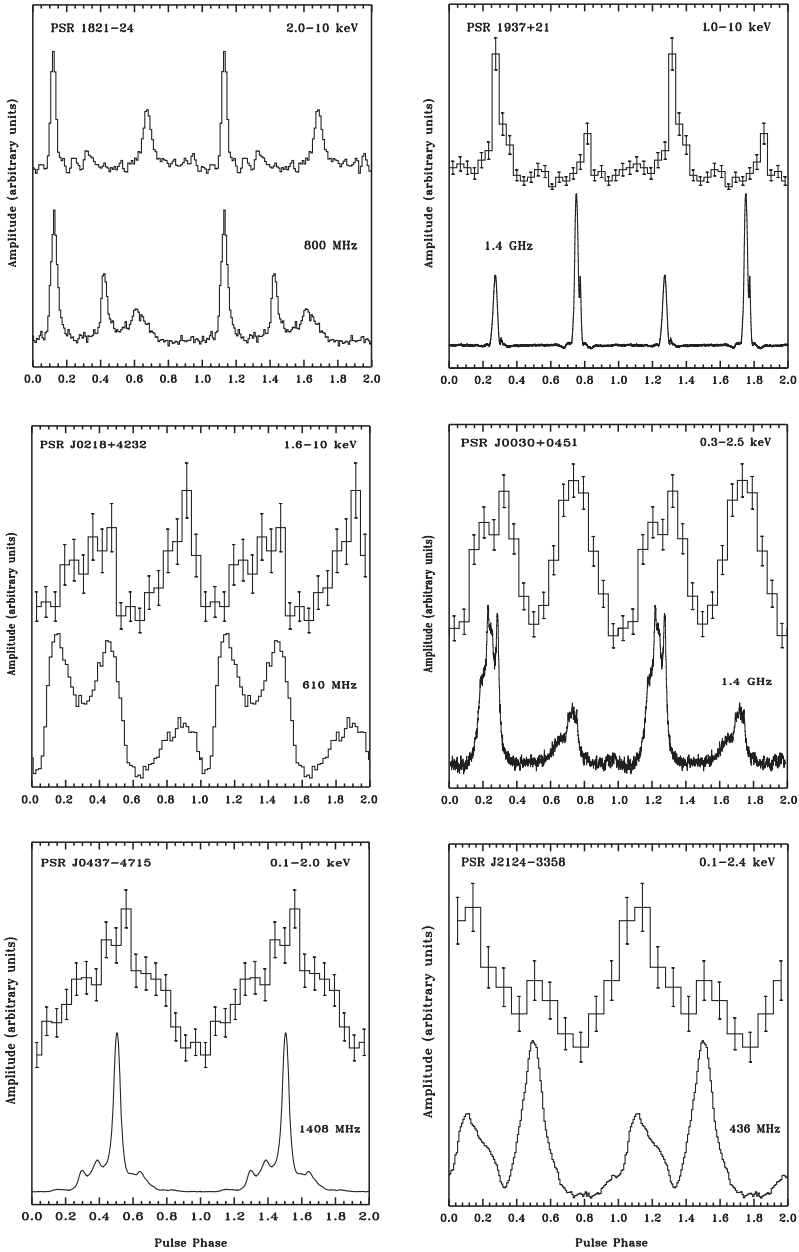 PSR 1821−24 2.0−10 keV
Amplitude (arbitrary units)
800 MHz
0.0 0.2 0.4 0.6 0.8 1.0 1.2 1.4 1.6 1.8 2.0
PSR 1937+21 1.0−10 keV
Amplitude (arbitrary units)
1.4 GHz
0.0 0.2 0.4 0.6 0.8 1.0 1.2 1.4 1.6 1.8 2.0
PSR J0218+4232 1.6−10 keV
Amplitude (arbitrary units)
610 MHz
0.0 0.2 0.4 0.6 0.8 1.0 1.2 1.4 1.6 1.8 2.0
PSR J0030+0451 0.3−2.5 keV
Amplitude (arbitrary units)
1.4 GHz
0.0 0.2 0.4 0.6 0.8 1.0 1.2 1.4 1.6 1.8 2.0
PSR J0437−4715 0.1−2.0 keV
Amplitude (arbitrary units)
1408 MHz
0.0 0.2 0.4 0.6 0.8 1.0 1.2 1.4 1.6 1.8 2.0
Pulse Phase
PSR J2124−3358 0.1−2.4 keV
Amplitude (arbitrary units)
436 MHz
0.0 0.2 0.4 0.6 0.8 1.0 1.2 1.4 1.6 1.8 2.0
Pulse Phase